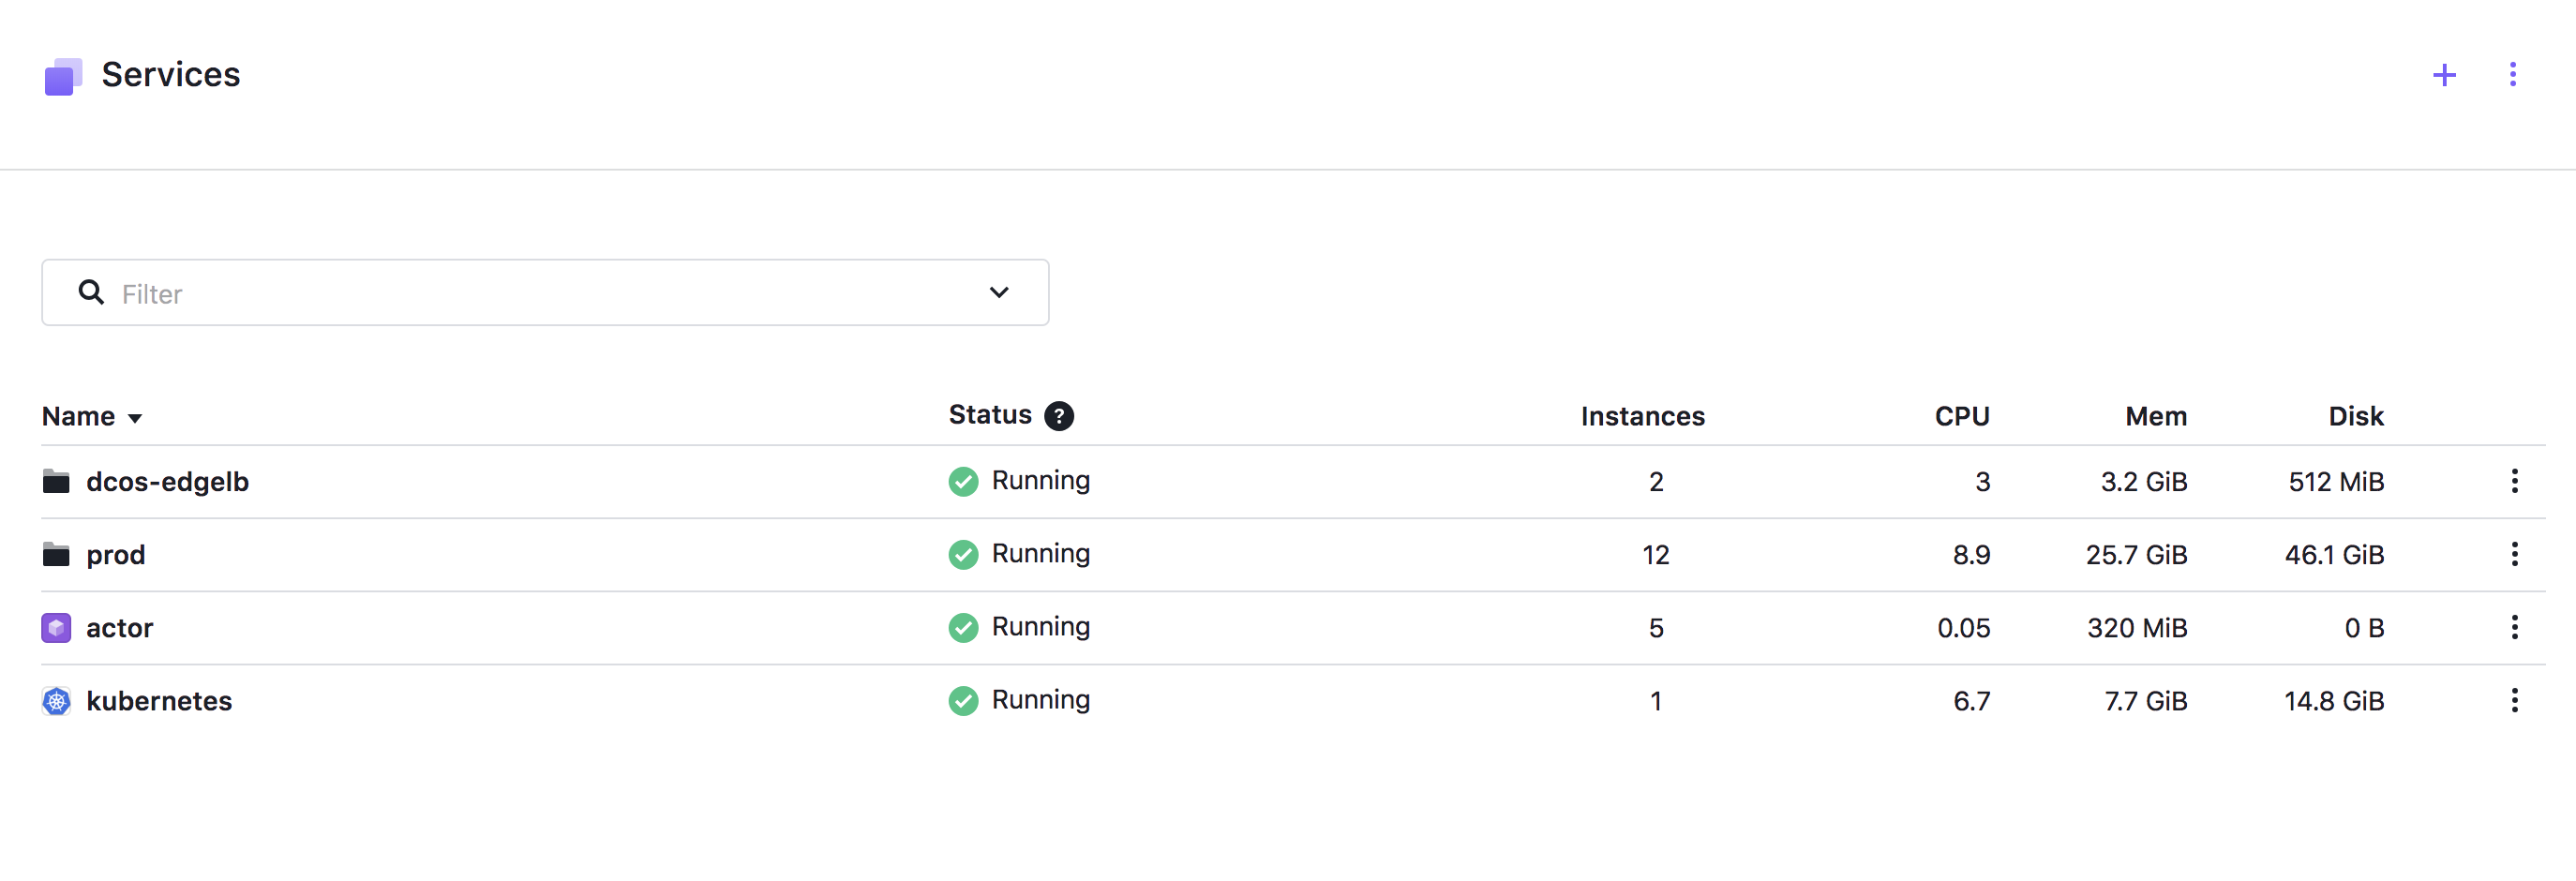 Services
Filter
Name Status ? Instances CPU Mem Disk
dcos-edgelb Running 2 3 3.2 GiB 512 MiB
prod Running 12 8.9 25.7 GiB 46.1 GiB
actor Running 5 0.05 320 MiB 0 B
kubernetes Running 1 6.7 7.7 GiB 14.8 GiB